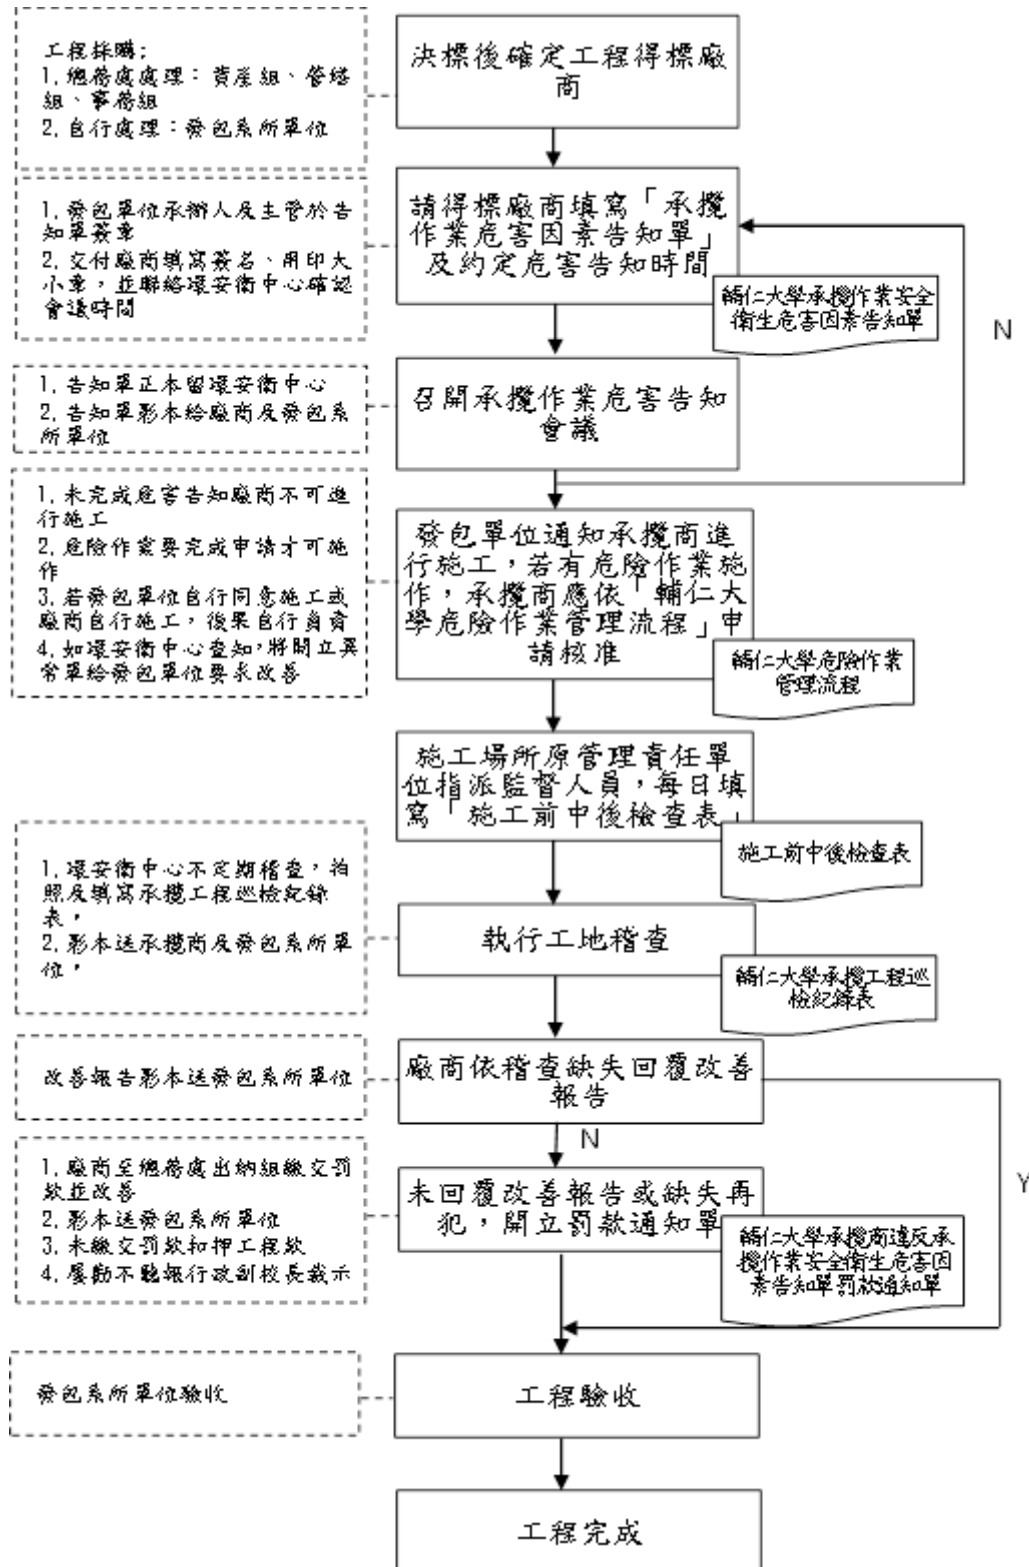 工程採購:
1. 總務處處理：資產組、營繕
組、事務組
2. 自行處理：發包系所單位
決標後確定工程得標廠
商
1. 發包單位承辦人及主管於告
知單簽章
2. 交付廠商填寫簽名、用印大
小章，並聯絡環安衛中心確認
會議時間
請得標廠商填寫「承攬
作業危害因素告知單」
及約定危害告知時間
輔仁大學承攬作業安全
衛生危害因素告知單
N
1. 告知單正本留環安衛中心
2. 告知單影本給廠商及發包系
所單位
召開承攬作業危害告知
會議
1. 未完成危害告知廠商不可進
行施工
2. 危險作業要完成申請才可施
作
3. 若發包單位自行同意施工或
廠商自行施工，後果自行負責
4. 如環安衛中心查知，將開立異
常單給發包單位要求改善
發包單位通知承攬商進
行施工，若有危險作業施
作，承攬商應依「輔仁大
學危險作業管理流程」申
請核准
輔仁大學危險作業
管理流程
施工場所原管理責任單
位指派監督人員，每日填
寫「施工前中後檢查表」
施工前中後檢查表
1. 環安衛中心不定期稽查，拍
照及填寫承攬工程巡檢紀錄
表，
2. 影本送承攬商及發包系所單
位，
執行工地稽查
輔仁大學承攬工程巡
檢紀錄表
改善報告影本送發包系所單位
廠商依稽查缺失回覆改善
報告
N
Y
1. 廠商至總務處出納組繳交罰
款並改善
2. 影本送發包系所單位
3. 未繳交罰款扣押工程款
4. 屢勸不聽報行政副校長裁示
未回覆改善報告或缺失再
犯，開立罰款通知單
輔仁大學承攬商違反承
攬作業安全衛生危害因
素告知單罰款通知單
發包系所單位驗收
工程驗收
工程完成